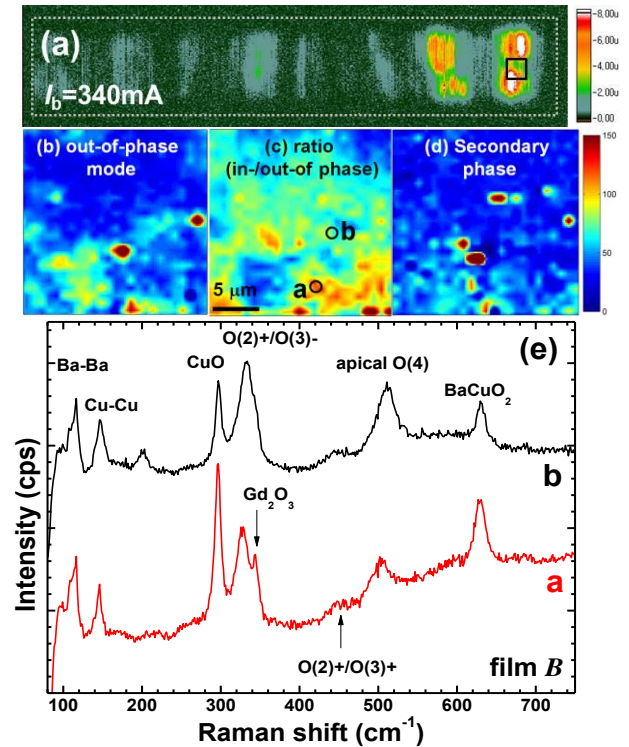 (a)
I_b=340mA
8.00u
6.00u
4.00u
2.00u
0.00
(b) out-of-phase
mode
(c) ratio
(in-/out-of phase)
(d) Secondary
phase
b
a
5 μm
150
100
50
0
(e)
O(2)+/O(3)-
Ba-Ba
CuO
apical O(4)
Cu-Cu
BaCuO₂
b
Gd₂O₃
a
O(2)+/O(3)+
film B
Intensity (cps)
100 200 300 400 500 600 700
Raman shift (cm⁻¹)